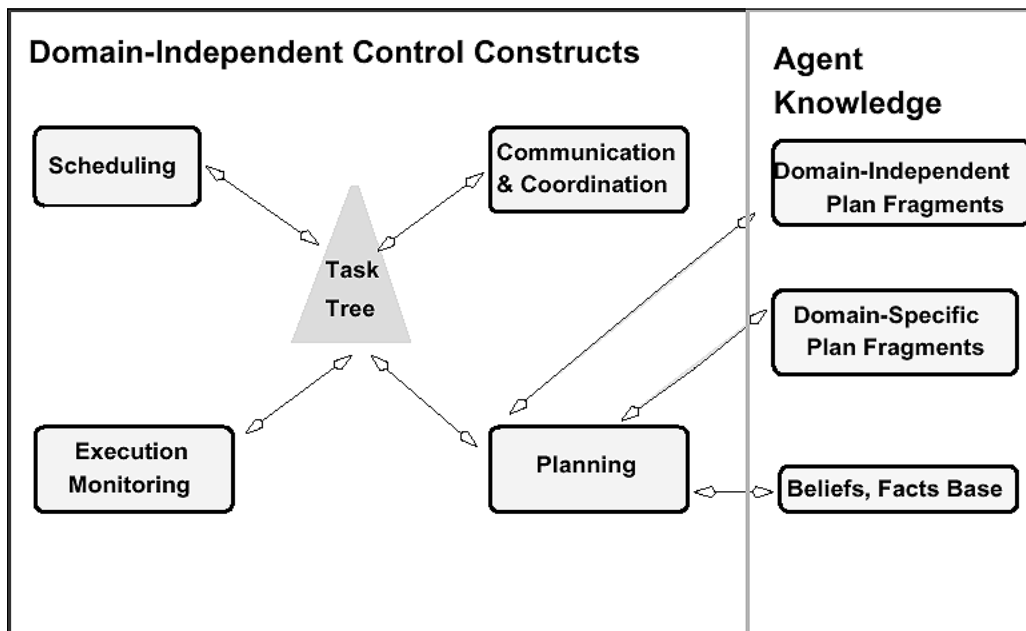 Domain-Independent Control Constructs
Agent
Knowledge
Scheduling
Communication
& Coordination
Domain-Independent
Plan Fragments
Task
Tree
Domain-Specific
Plan Fragments
Execution
Monitoring
Planning
Beliefs, Facts Base